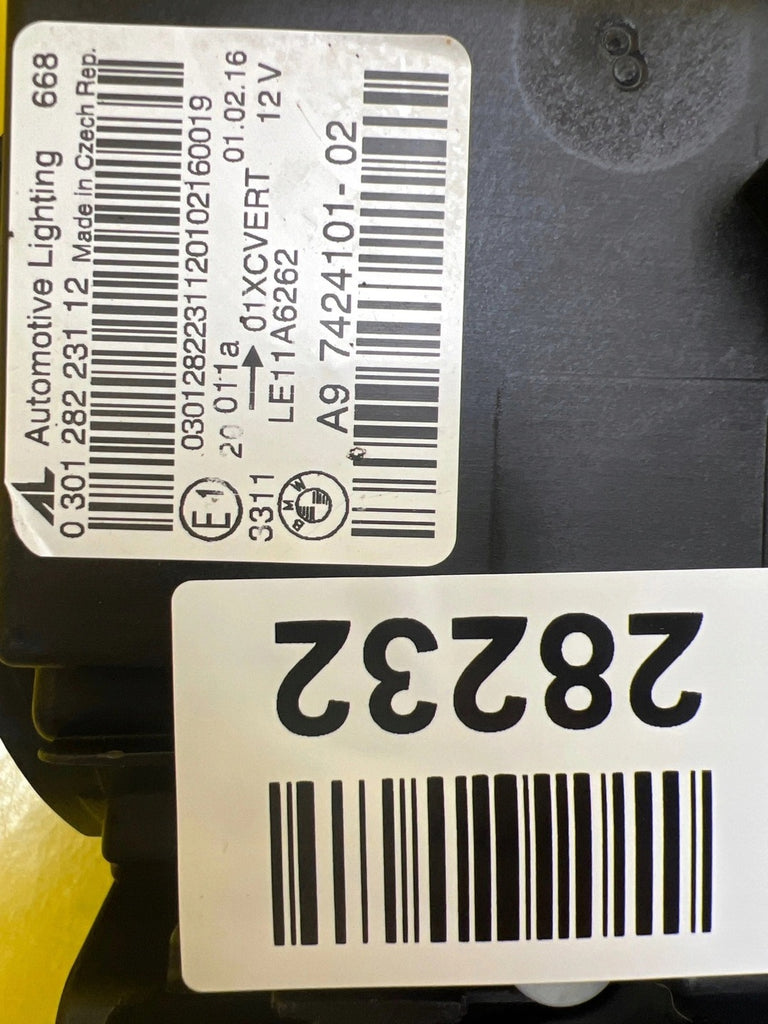 AL Automotive Lighting 668
0 301 282 231 12 Made in Czech Rep.
0301282231120102160019
E1 20 011a 01.02.16
3311 → 01XCVERT 12 V
BMW LE11A6262
A9 7424101-02
28232
8